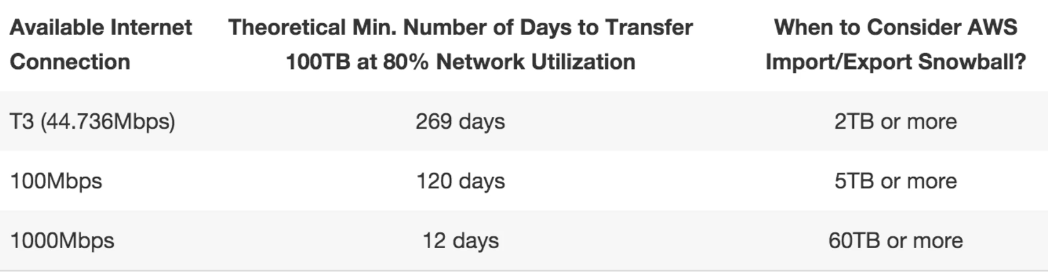 Available Internet Connection	Theoretical Min. Number of Days to Transfer 100TB at 80% Network Utilization	When to Consider AWS Import/Export Snowball?
T3 (44.736Mbps)	269 days	2TB or more
100Mbps	120 days	5TB or more
1000Mbps	12 days	60TB or more